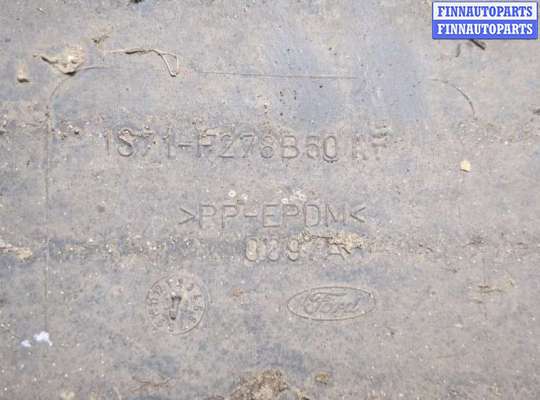 FINNAUTOPARTS
FINNAUTOPARTS
1S71-F278B50
>PP-EPDM<
Ford